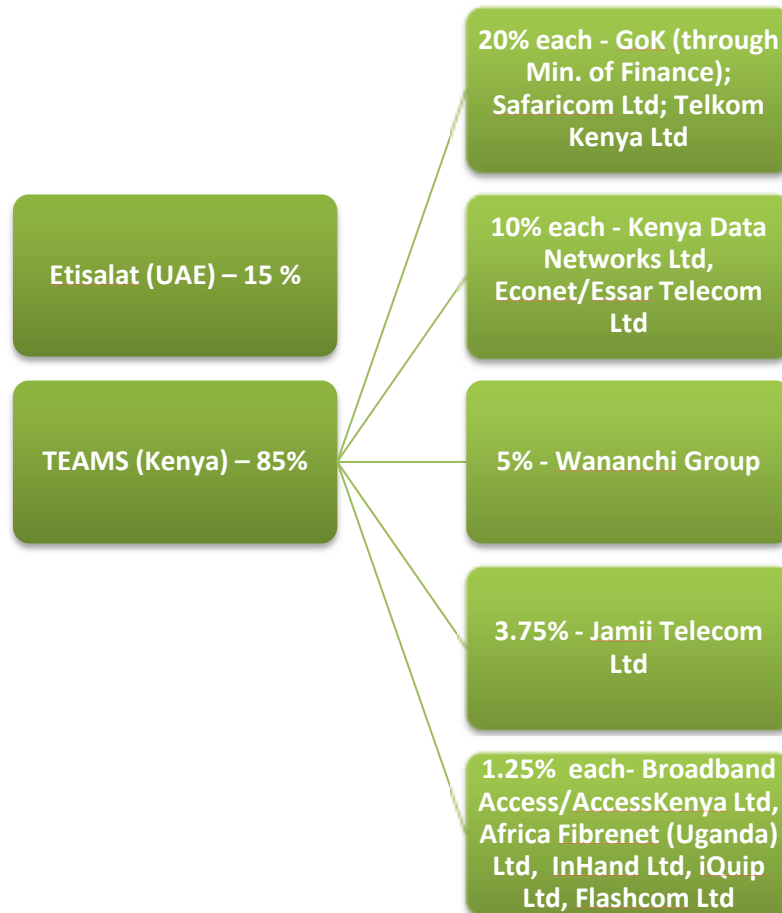 Etisalat (UAE) – 15 %
TEAMS (Kenya) – 85%
20% each - GoK (through
Min. of Finance);
Safaricom Ltd; Telkom
Kenya Ltd
10% each - Kenya Data
Networks Ltd,
Econet/Essar Telecom
Ltd
5% - Wananchi Group
3.75% - Jamii Telecom
Ltd
1.25%  each- Broadband
Access/AccessKenya Ltd,
Africa Fibrenet (Uganda)
Ltd,  InHand Ltd, iQuip
Ltd, Flashcom Ltd